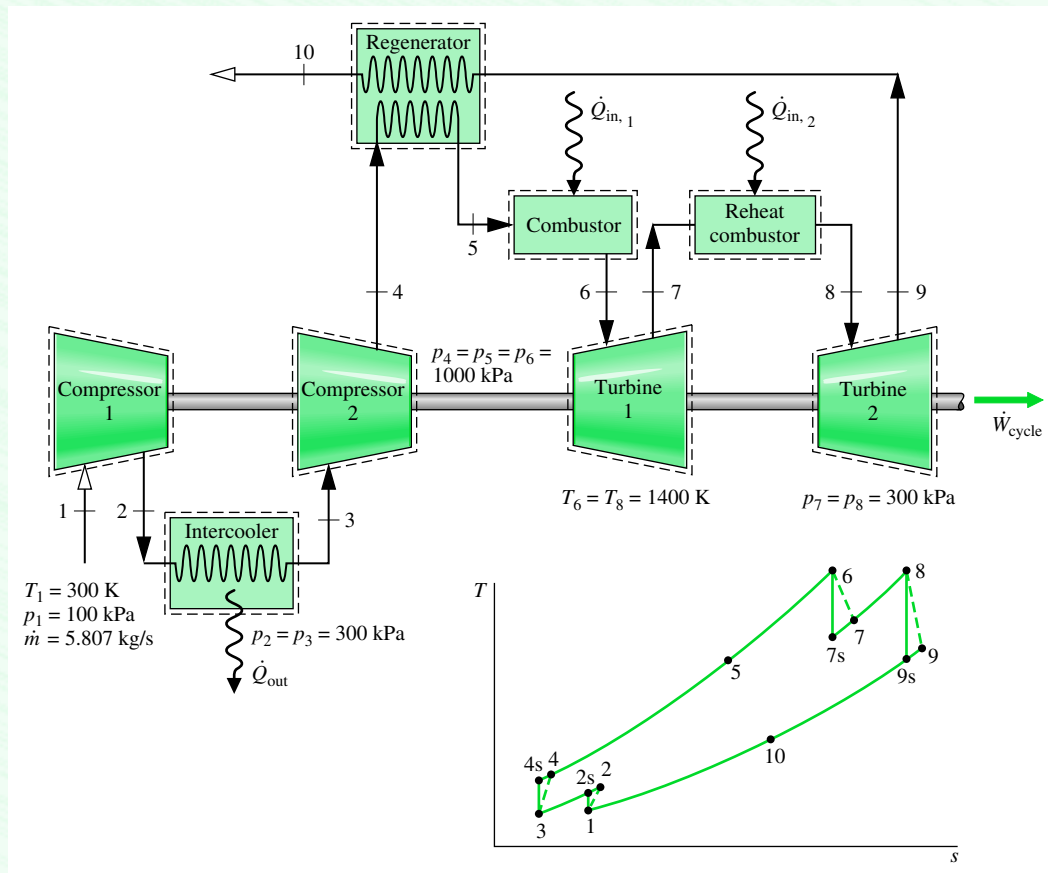 Regenerator
10
Q̇in, 1
Q̇in, 2
Combustor
Reheat
combustor
5
4
6
7
8
9
p4 = p5 = p6 =
1000 kPa
Compressor
1
Compressor
2
Turbine
1
Turbine
2
Ẇcycle
T6 = T8 = 1400 K
p7 = p8 = 300 kPa
1
2
3
Intercooler
T1 = 300 K
p1 = 100 kPa
ṁ = 5.807 kg/s
p2 = p3 = 300 kPa
Q̇out
T
6
8
7
7s
9
9s
5
10
4s
4
2s
2
3
1
s